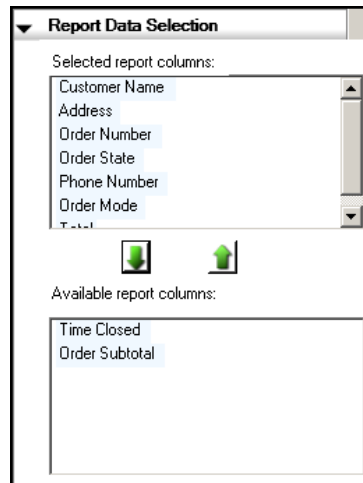 Report Data Selection
Selected report columns:
Customer Name
Address
Order Number
Order State
Phone Number
Order Mode
Total
Available report columns:
Time Closed
Order Subtotal